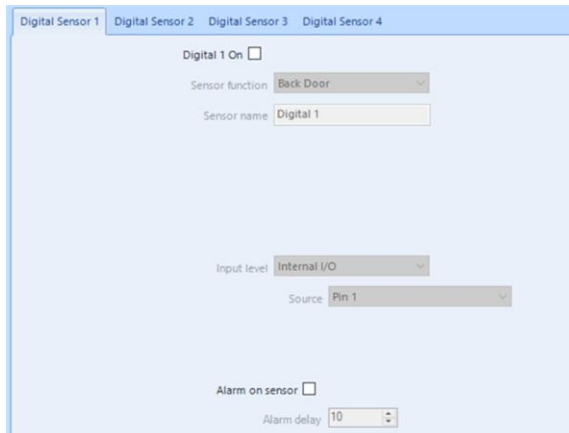 Digital Sensor 1 Digital Sensor 2 Digital Sensor 3 Digital Sensor 4
Digital 1 On
Sensor function Back Door
Sensor name Digital 1
Input level Internal I/O
Source Pin 1
Alarm on sensor
Alarm delay 10